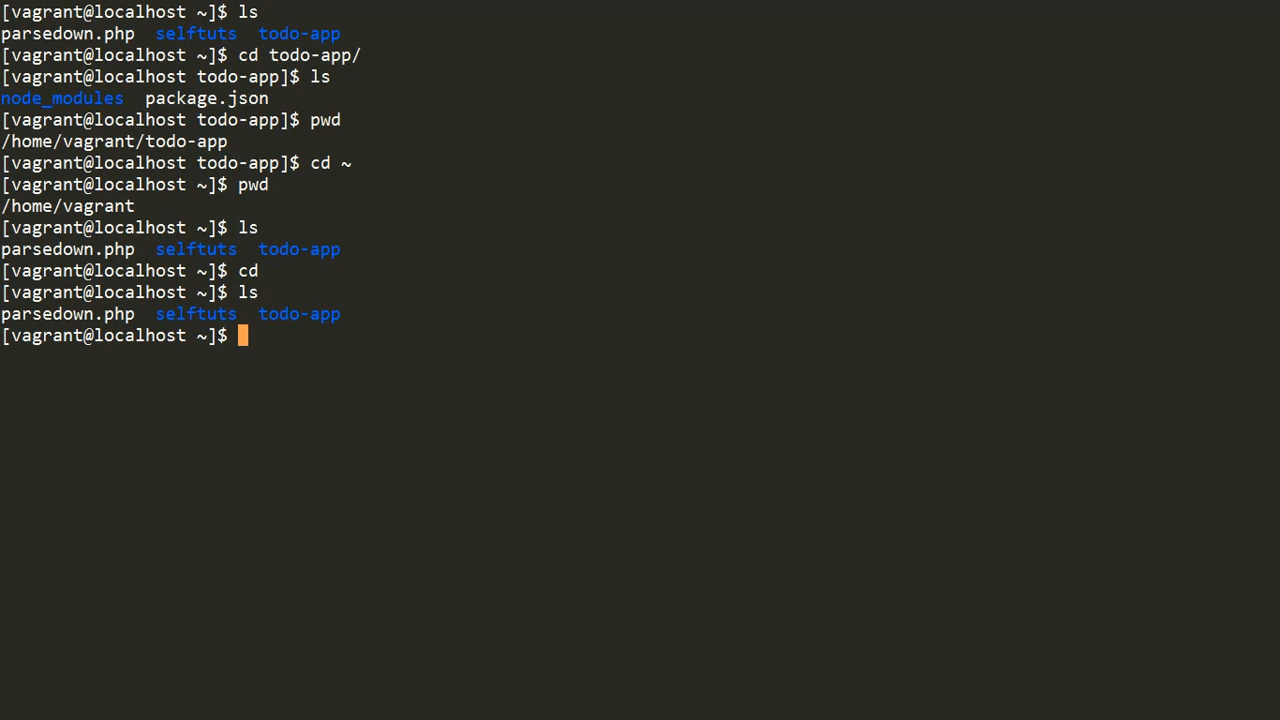 [vagrant@localhost ~]$ ls
parsedown.php  selftuts  todo-app
[vagrant@localhost ~]$ cd todo-app/
[vagrant@localhost todo-app]$ ls
node_modules  package.json
[vagrant@localhost todo-app]$ pwd
/home/vagrant/todo-app
[vagrant@localhost todo-app]$ cd ~
[vagrant@localhost ~]$ pwd
/home/vagrant
[vagrant@localhost ~]$ ls
parsedown.php  selftuts  todo-app
[vagrant@localhost ~]$ cd
[vagrant@localhost ~]$ ls
parsedown.php  selftuts  todo-app
[vagrant@localhost ~]$